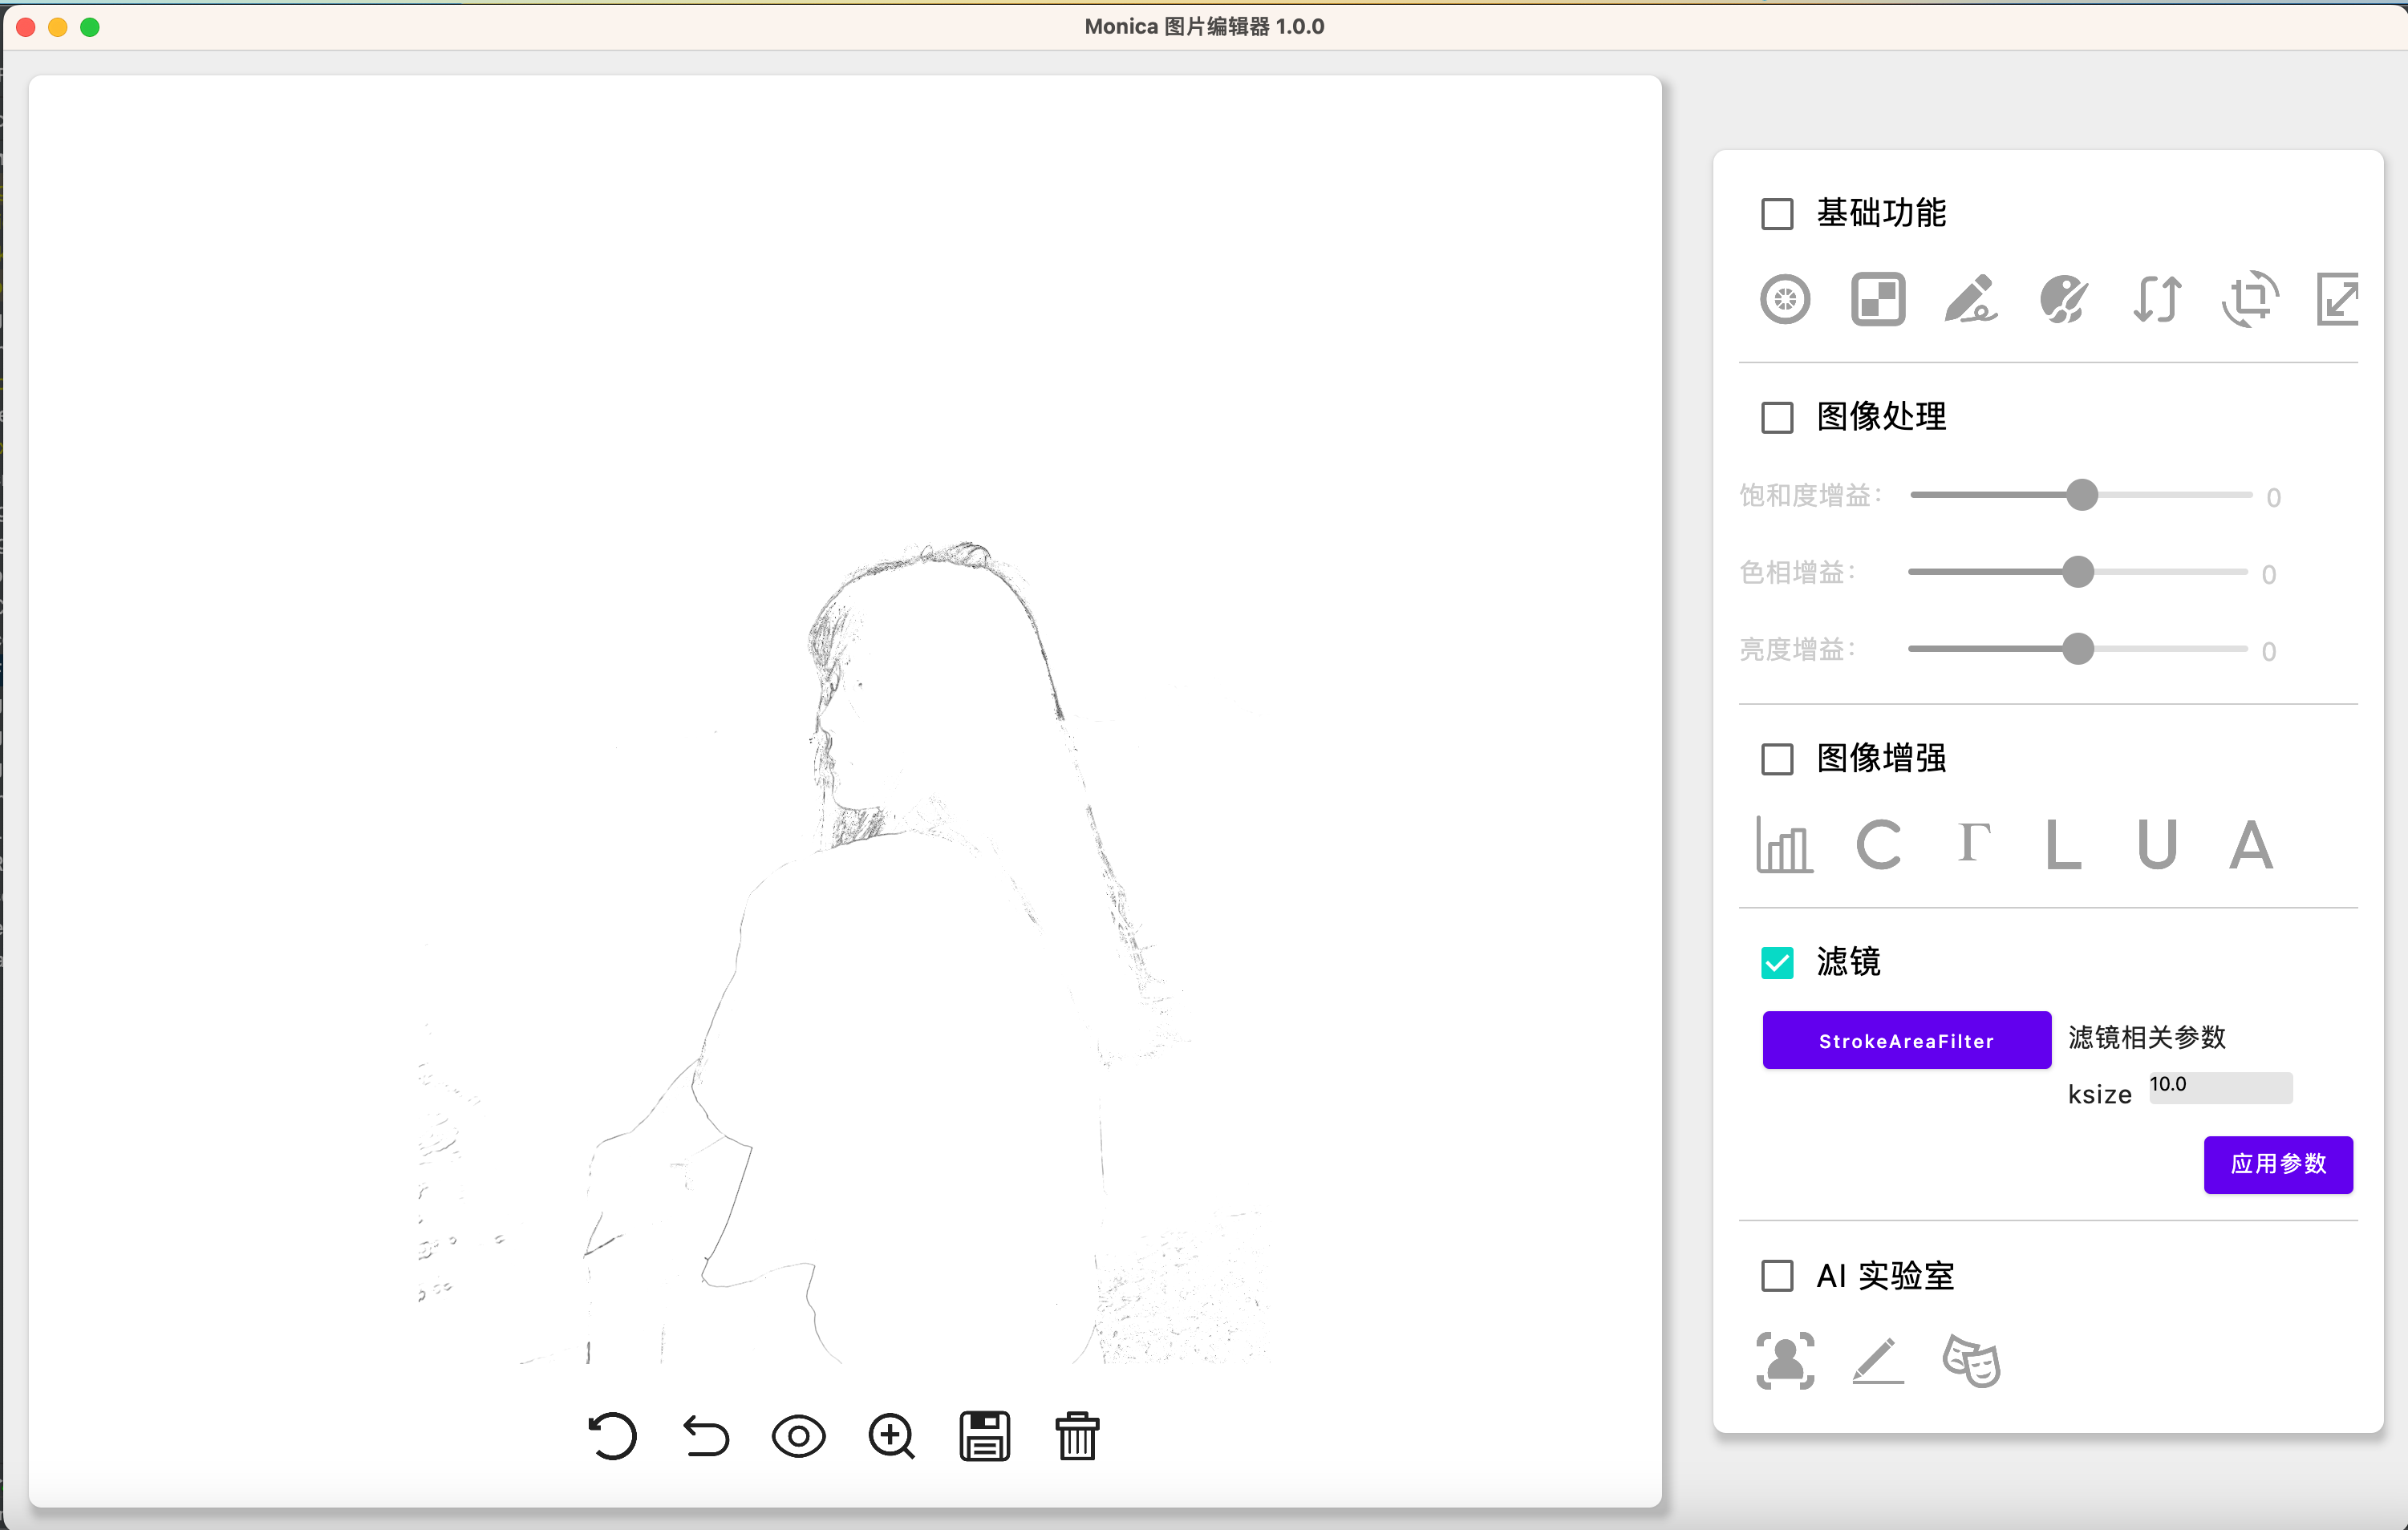 Monica 图片编辑器 1.0.0
基础功能
图像处理
饱和度增益： 0
色相增益： 0
亮度增益： 0
图像增强
C Γ L U A
滤镜
StrokeAreaFilter
滤镜相关参数
ksize 10.0
应用参数
AI 实验室